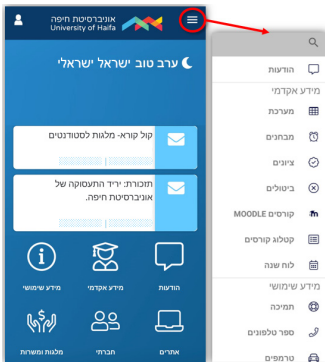 אוניברסיטת חיפה
University of Haifa
ערב טוב ישראל ישראלי
קול קורא- מלגות לסטודנטים
תזכורת: יריד התעסוקה של
אוניברסיטת חיפה.
הודעות
מידע אקדמי
מידע שימושי
אתרים
חברתי
מלגות ומשרות
הודעות
מידע אקדמי
מערכת
מבחנים
ציונים
ביטולים
קורסים MOODLE
קטלוג קורסים
לוח שנה
מידע שימושי
תמיכה
ספר טלפונים
טרמפים